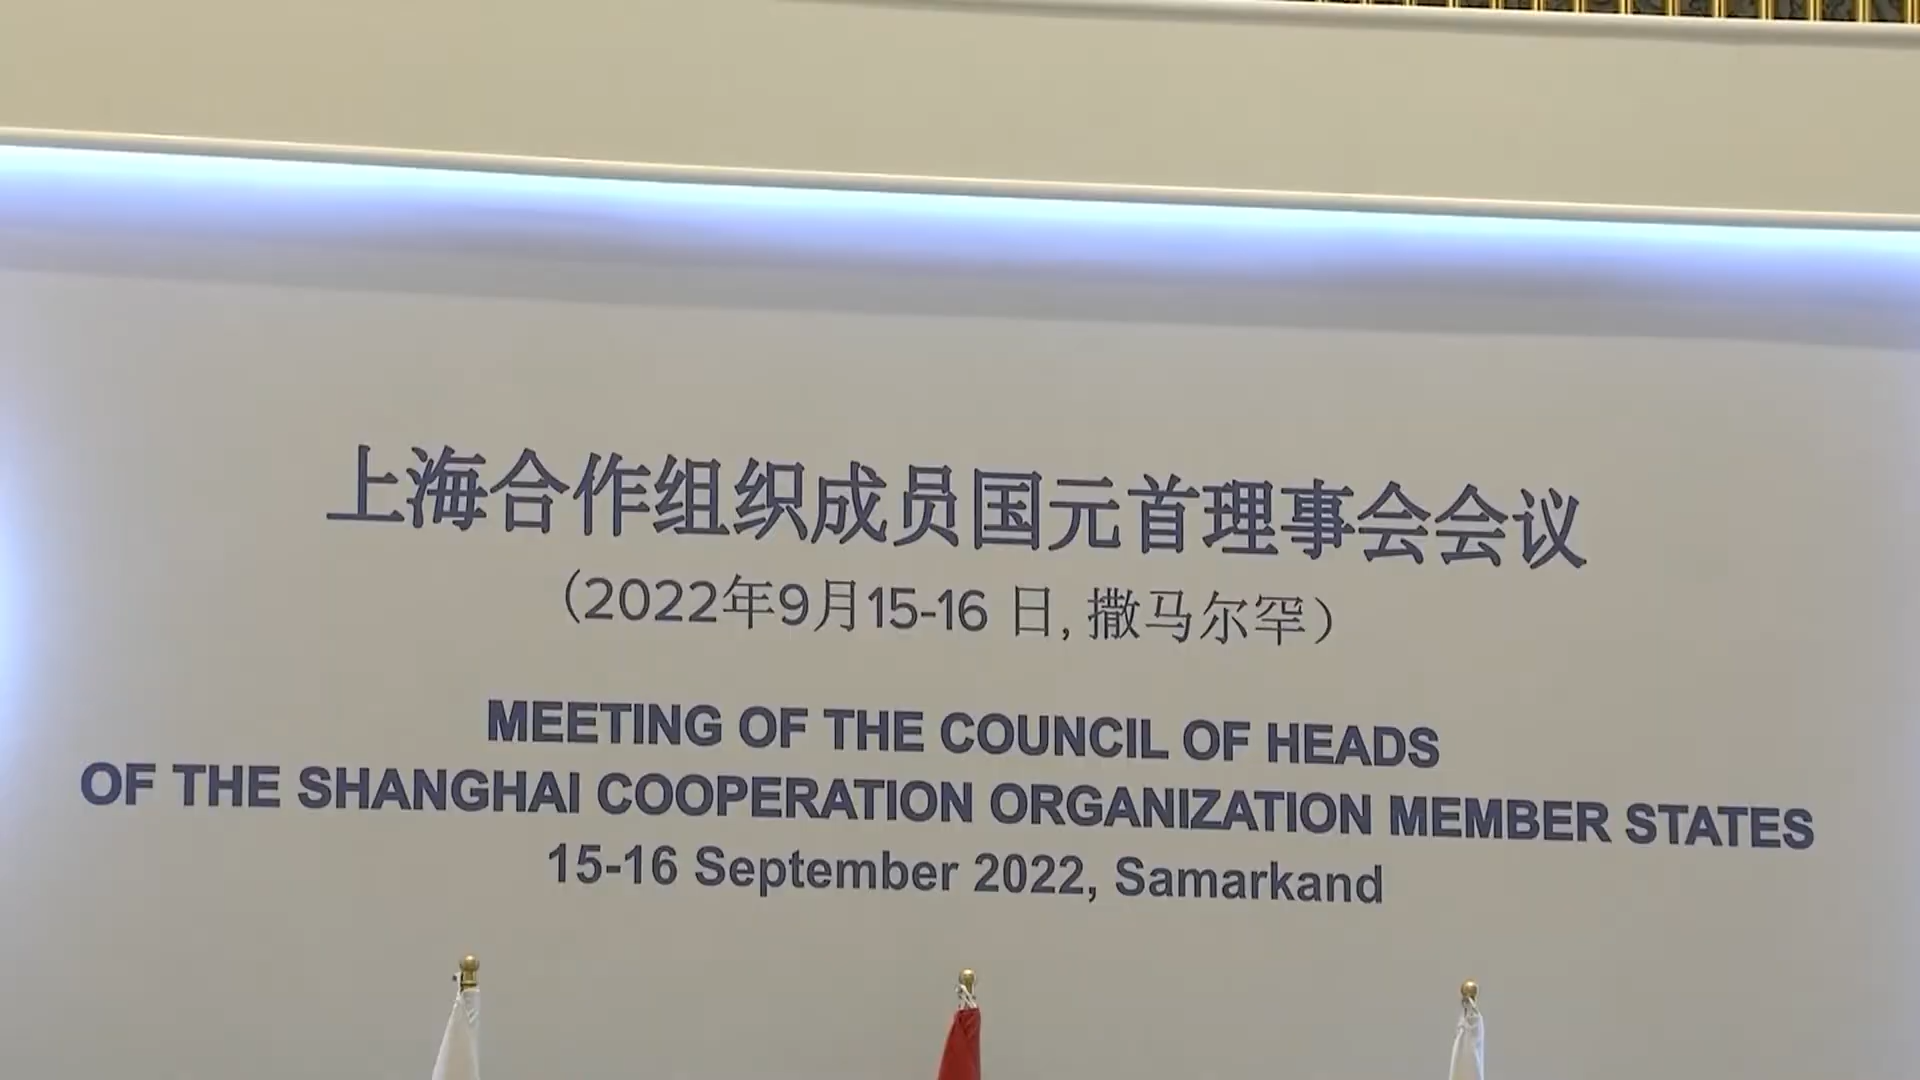 上海合作组织成员国元首理事会会议
(2022年9月15-16 日, 撒马尔罕)
MEETING OF THE COUNCIL OF HEADS
OF THE SHANGHAI COOPERATION ORGANIZATION MEMBER STATES
15-16 September 2022, Samarkand